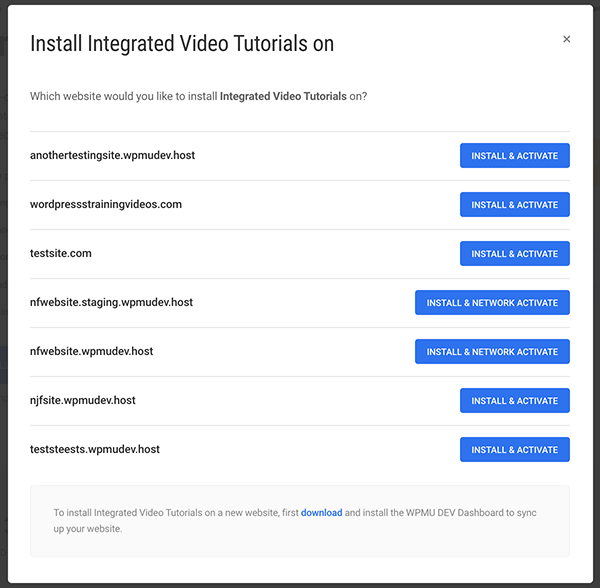 Install Integrated Video Tutorials on
×
Which website would you like to install Integrated Video Tutorials on?
anothertestingsite.wpmudev.host INSTALL & ACTIVATE
wordpressstrainingvideos.com INSTALL & ACTIVATE
testsite.com INSTALL & ACTIVATE
nfwebsite.staging.wpmudev.host INSTALL & NETWORK ACTIVATE
nfwebsite.wpmudev.host INSTALL & NETWORK ACTIVATE
njfsite.wpmudev.host INSTALL & ACTIVATE
teststeests.wpmudev.host INSTALL & ACTIVATE
To install Integrated Video Tutorials on a new website, first download and install the WPMU DEV Dashboard to sync
up your website.